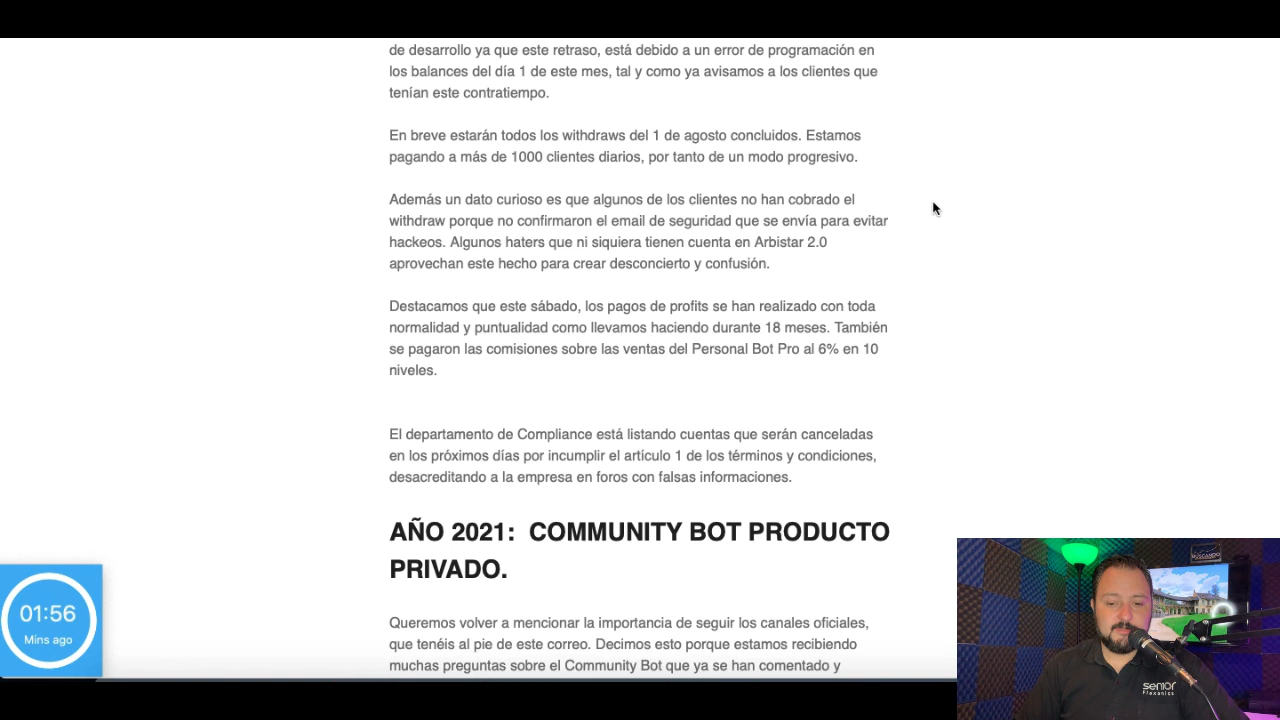 de desarrollo ya que este retraso, está debido a un error de programación en
los balances del día 1 de este mes, tal y como ya avisamos a los clientes que
tenían este contratiempo.
En breve estarán todos los withdraws del 1 de agosto concluidos. Estamos
pagando a más de 1000 clientes diarios, por tanto de un modo progresivo.
Además un dato curioso es que algunos de los clientes no han cobrado el
withdraw porque no confirmaron el email de seguridad que se envía para evitar
hackeos. Algunos haters que ni siquiera tienen cuenta en Arbistar 2.0
aprovechan este hecho para crear desconcierto y confusión.
Destacamos que este sábado, los pagos de profits se han realizado con toda
normalidad y puntualidad como llevamos haciendo durante 18 meses. También
se pagaron las comisiones sobre las ventas del Personal Bot Pro al 6% en 10
niveles.
El departamento de Compliance está listando cuentas que serán canceladas
en los próximos días por incumplir el artículo 1 de los términos y condiciones,
desacreditando a la empresa en foros con falsas informaciones.
AÑO 2021: COMMUNITY BOT PRODUCTO
PRIVADO.
Queremos volver a mencionar la importancia de seguir los canales oficiales,
que tenéis al pie de este correo. Decimos esto porque estamos recibiendo
muchas preguntas sobre el Community Bot que ya se han comentado y
01:56
Mins ago
BUSCANDO
senior
Flexonics